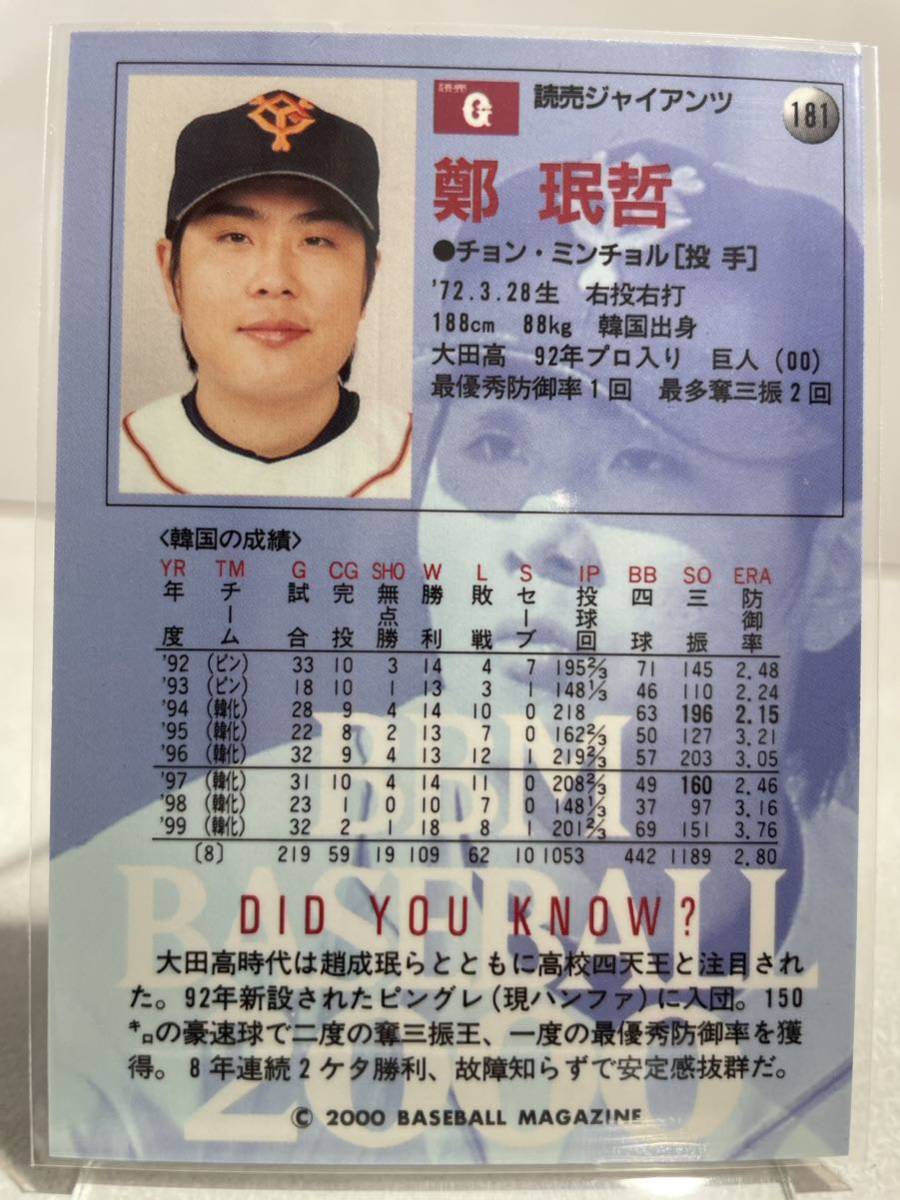 読売 G 読売ジャイアンツ 181
鄭 珉哲
●チョン・ミンチョル[投 手]
'72.3.28生 右投右打
188cm 88kg 韓国出身
大田高 92年プロ入り 巨人(00)
最優秀防御率1回 最多奪三振2回
〈韓国の成績〉
YR TM G CG SHO W L S IP BB SO ERA
年度 チーム 試合 完投 無点勝 勝利 敗戦 セーブ 投球回 四球 三振 防御率
'92 (ビン) 33 10 3 14 4 7 195⅔ 71 145 2.48
'93 (ビン) 18 10 1 13 3 1 148⅓ 46 110 2.24
'94 (韓化) 28 9 4 14 10 0 218 63 196 2.15
'95 (韓化) 22 8 2 13 7 0 162⅔ 50 127 3.21
'96 (韓化) 32 9 4 13 12 1 219⅔ 57 203 3.05
'97 (韓化) 31 10 4 14 11 0 208⅔ 49 160 2.46
'98 (韓化) 23 1 0 10 7 0 148⅓ 37 97 3.16
'99 (韓化) 32 2 1 18 8 1 201⅔ 69 151 3.76
〔8〕 219 59 19 109 62 10 1053 442 1189 2.80
BBN
BASEBALL
2000
DID YOU KNOW?
大田高時代は趙成珉らとともに高校四天王と注目され
た。92年新設されたピングレ(現ハンファ)に入団。150
㌔の豪速球で二度の奪三振王、一度の最優秀防御率を獲
得。8年連続2ケタ勝利、故障知らずで安定感抜群だ。
© 2000 BASEBALL MAGAZINE